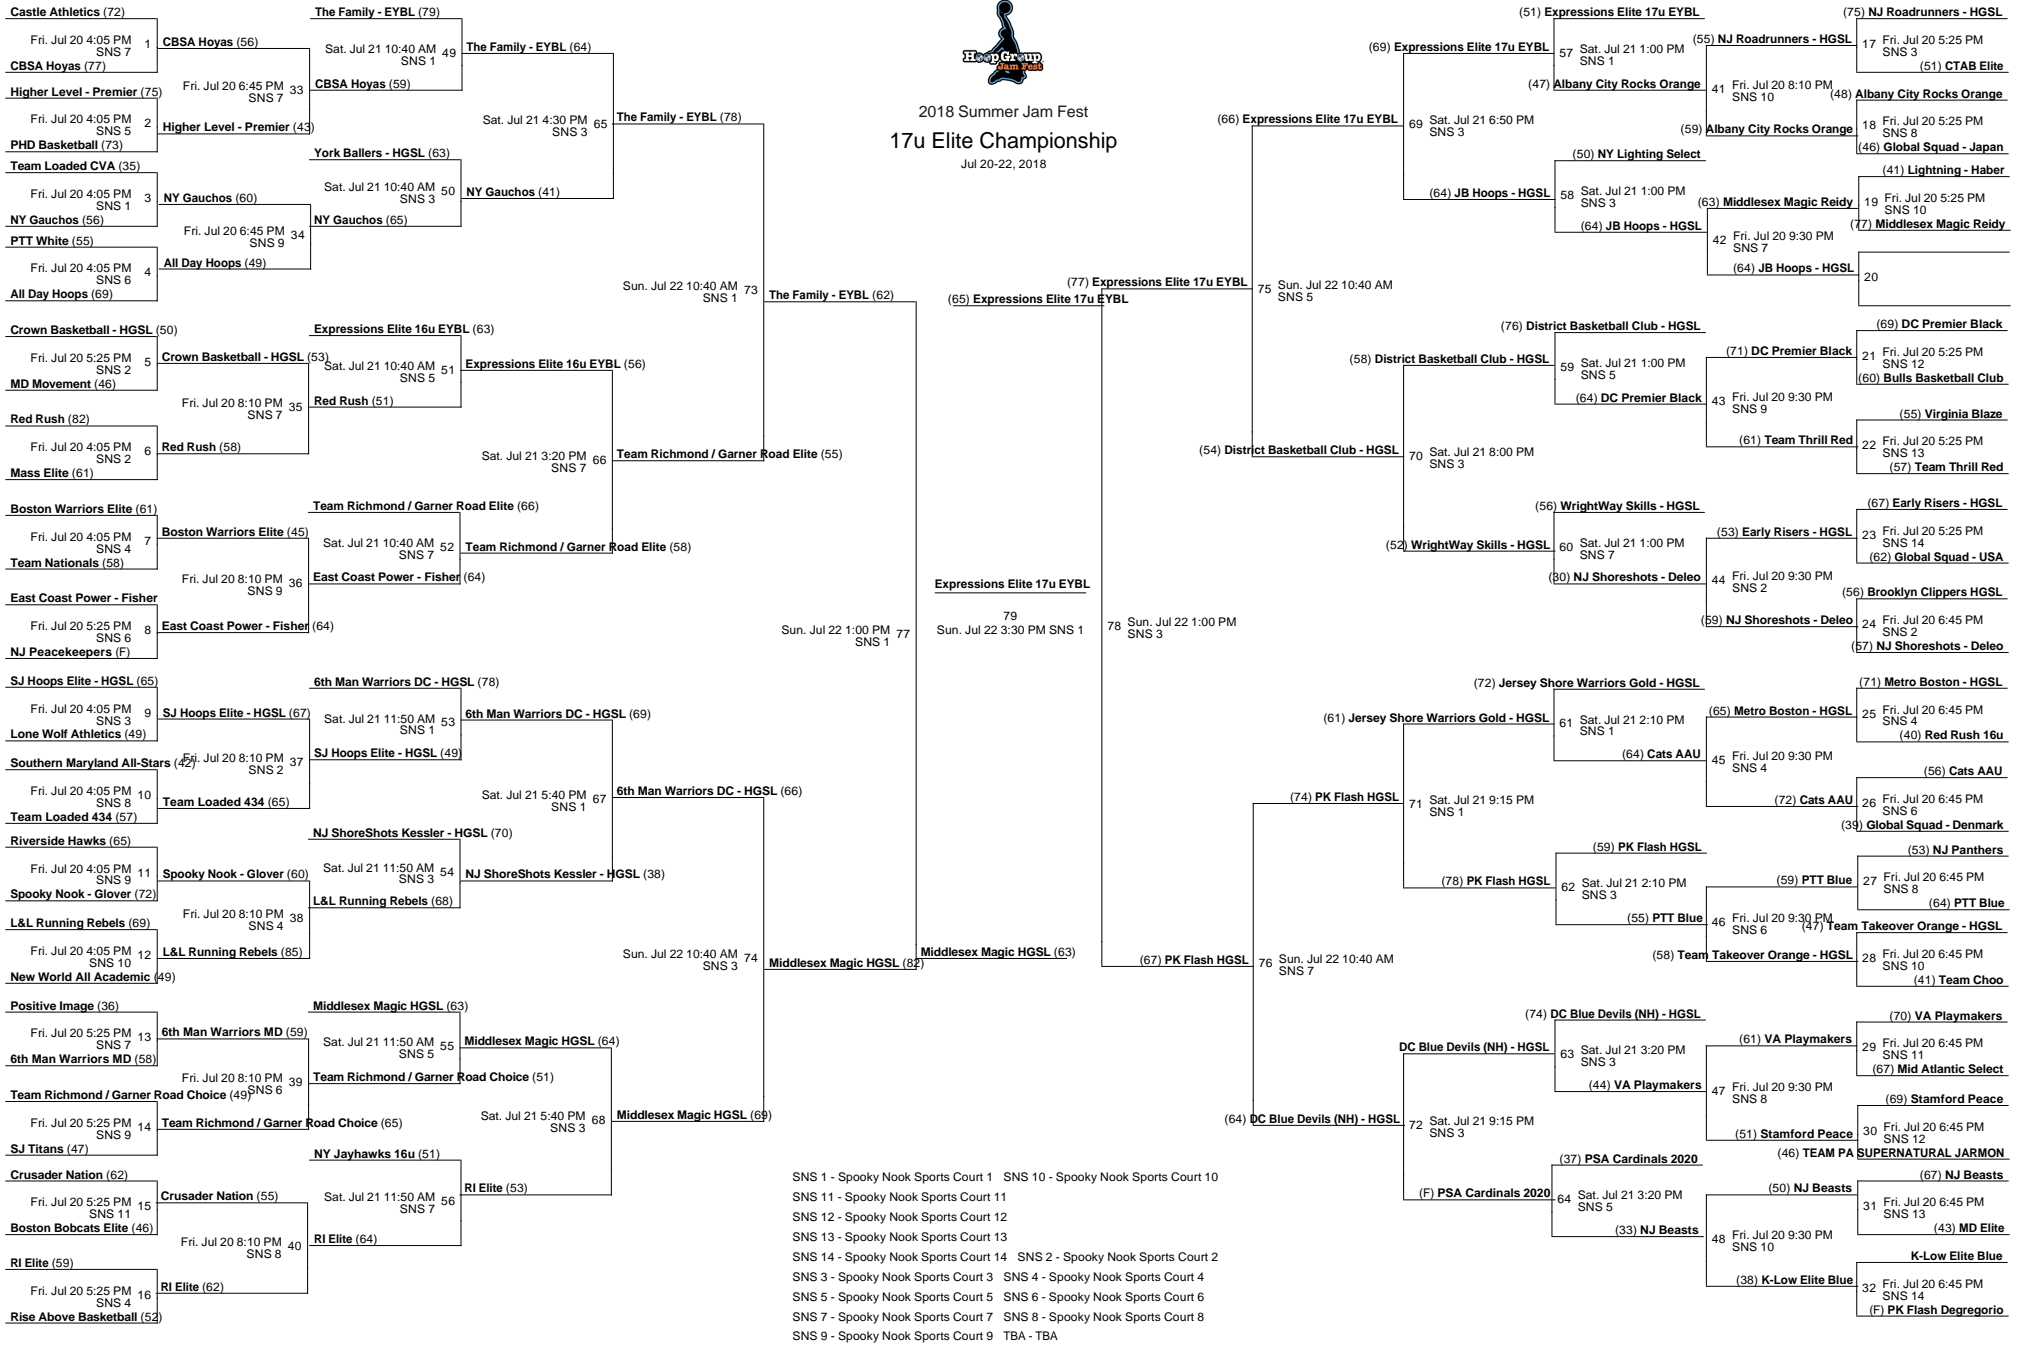 HoopGroup
Jam Fest
2018 Summer Jam Fest
17u Elite Championship
Jul 20-22, 2018
Castle Athletics (72)
Fri. Jul 20 4:05 PM 1
SNS 7
CBSA Hoyas (77)
Higher Level - Premier (75)
Fri. Jul 20 4:05 PM 2
SNS 5
PHD Basketball (73)
Team Loaded CVA (35)
Fri. Jul 20 4:05 PM 3
SNS 1
NY Gauchos (56)
PTT White (55)
Fri. Jul 20 4:05 PM 4
SNS 6
All Day Hoops (69)
Crown Basketball - HGSL (50)
Fri. Jul 20 5:25 PM 5
SNS 2
MD Movement (46)
Red Rush (82)
Fri. Jul 20 4:05 PM 6
SNS 2
Mass Elite (61)
Boston Warriors Elite (61)
Fri. Jul 20 4:05 PM 7
SNS 4
Team Nationals (58)
East Coast Power - Fisher
Fri. Jul 20 5:25 PM 8
SNS 6
NJ Peacekeepers (F)
SJ Hoops Elite - HGSL (65)
Fri. Jul 20 4:05 PM 9
SNS 3
Lone Wolf Athletics (49)
Southern Maryland All-Stars (42)
Fri. Jul 20 4:05 PM 10
SNS 8
Team Loaded 434 (57)
Riverside Hawks (65)
Fri. Jul 20 4:05 PM 11
SNS 9
Spooky Nook - Glover (72)
L&L Running Rebels (69)
Fri. Jul 20 4:05 PM 12
SNS 10
New World All Academic (49)
Positive Image (36)
Fri. Jul 20 5:25 PM 13
SNS 7
6th Man Warriors MD (58)
Team Richmond / Garner Road Choice (49)
Fri. Jul 20 5:25 PM 14
SNS 9
SJ Titans (47)
Crusader Nation (62)
Fri. Jul 20 5:25 PM 15
SNS 11
Boston Bobcats Elite (46)
RI Elite (59)
Fri. Jul 20 5:25 PM 16
SNS 4
Rise Above Basketball (52)
CBSA Hoyas (56)
Fri. Jul 20 6:45 PM 33
SNS 7
Higher Level - Premier (43)
NY Gauchos (60)
Fri. Jul 20 6:45 PM 34
SNS 9
All Day Hoops (49)
Crown Basketball - HGSL (53)
Fri. Jul 20 8:10 PM 35
SNS 7
Red Rush (58)
Boston Warriors Elite (45)
Fri. Jul 20 8:10 PM 36
SNS 9
East Coast Power - Fisher (64)
SJ Hoops Elite - HGSL (67)
Fri. Jul 20 8:10 PM 37
SNS 2
Team Loaded 434 (65)
Spooky Nook - Glover (60)
Fri. Jul 20 8:10 PM 38
SNS 4
L&L Running Rebels (85)
6th Man Warriors MD (59)
Fri. Jul 20 8:10 PM 39
SNS 6
Team Richmond / Garner Road Choice (65)
Crusader Nation (55)
Fri. Jul 20 8:10 PM 40
SNS 8
RI Elite (62)
The Family - EYBL (79)
Sat. Jul 21 10:40 AM 49
SNS 1
CBSA Hoyas (59)
York Ballers - HGSL (63)
Sat. Jul 21 10:40 AM 50
SNS 3
NY Gauchos (65)
Expressions Elite 16u EYBL (63)
Sat. Jul 21 10:40 AM 51
SNS 5
Red Rush (51)
Team Richmond / Garner Road Elite (66)
Sat. Jul 21 10:40 AM 52
SNS 7
East Coast Power - Fisher (64)
6th Man Warriors DC - HGSL (78)
Sat. Jul 21 11:50 AM 53
SNS 1
SJ Hoops Elite - HGSL (49)
NJ ShoreShots Kessler - HGSL (70)
Sat. Jul 21 11:50 AM 54
SNS 3
L&L Running Rebels (68)
Middlesex Magic HGSL (63)
Sat. Jul 21 11:50 AM 55
SNS 5
Team Richmond / Garner Road Choice (51)
NY Jayhawks 16u (51)
Sat. Jul 21 11:50 AM 56
SNS 7
RI Elite (64)
The Family - EYBL (64)
Sat. Jul 21 4:30 PM 65
SNS 3
NY Gauchos (41)
Expressions Elite 16u EYBL (56)
Sat. Jul 21 3:20 PM 66
SNS 7
Team Richmond / Garner Road Elite (58)
6th Man Warriors DC - HGSL (69)
Sat. Jul 21 5:40 PM 67
SNS 1
NJ ShoreShots Kessler - HGSL (38)
Middlesex Magic HGSL (64)
Sat. Jul 21 5:40 PM 68
SNS 3
RI Elite (53)
The Family - EYBL (78)
Sun. Jul 22 10:40 AM 73
SNS 1
Team Richmond / Garner Road Elite (55)
6th Man Warriors DC - HGSL (66)
Sun. Jul 22 10:40 AM 74
SNS 3
Middlesex Magic HGSL (69)
The Family - EYBL (62)
Sun. Jul 22 1:00 PM 77
SNS 1
Middlesex Magic HGSL (82)
Middlesex Magic HGSL (63)
(65) Expressions Elite 17u EYBL
Expressions Elite 17u EYBL
79
Sun. Jul 22 3:30 PM SNS 1
(77) Expressions Elite 17u EYBL
78 Sun. Jul 22 1:00 PM
SNS 3
(67) PK Flash HGSL
(66) Expressions Elite 17u EYBL
75 Sun. Jul 22 10:40 AM
SNS 5
(54) District Basketball Club - HGSL
(74) PK Flash HGSL
76 Sun. Jul 22 10:40 AM
SNS 7
(64) DC Blue Devils (NH) - HGSL
(69) Expressions Elite 17u EYBL
69 Sat. Jul 21 6:50 PM
SNS 3
(64) JB Hoops - HGSL
(58) District Basketball Club - HGSL
70 Sat. Jul 21 8:00 PM
SNS 3
(52) WrightWay Skills - HGSL
(61) Jersey Shore Warriors Gold - HGSL
71 Sat. Jul 21 9:15 PM
SNS 1
(78) PK Flash HGSL
DC Blue Devils (NH) - HGSL
72 Sat. Jul 21 9:15 PM
SNS 3
(F) PSA Cardinals 2020
(51) Expressions Elite 17u EYBL
57 Sat. Jul 21 1:00 PM
SNS 1
(47) Albany City Rocks Orange
(50) NY Lighting Select
58 Sat. Jul 21 1:00 PM
SNS 3
(64) JB Hoops - HGSL
(76) District Basketball Club - HGSL
59 Sat. Jul 21 1:00 PM
SNS 5
(64) DC Premier Black
(56) WrightWay Skills - HGSL
60 Sat. Jul 21 1:00 PM
SNS 7
(30) NJ Shoreshots - Deleo
(72) Jersey Shore Warriors Gold - HGSL
61 Sat. Jul 21 2:10 PM
SNS 1
(64) Cats AAU
(59) PK Flash HGSL
62 Sat. Jul 21 2:10 PM
SNS 3
(55) PTT Blue
(74) DC Blue Devils (NH) - HGSL
63 Sat. Jul 21 3:20 PM
SNS 3
(44) VA Playmakers
(37) PSA Cardinals 2020
64 Sat. Jul 21 3:20 PM
SNS 5
(33) NJ Beasts
(55) NJ Roadrunners - HGSL
41 Fri. Jul 20 8:10 PM
SNS 10
(59) Albany City Rocks Orange
(63) Middlesex Magic Reidy
42 Fri. Jul 20 9:30 PM
SNS 7
(64) JB Hoops - HGSL
(71) DC Premier Black
43 Fri. Jul 20 9:30 PM
SNS 9
(61) Team Thrill Red
(53) Early Risers - HGSL
44 Fri. Jul 20 9:30 PM
SNS 2
(59) NJ Shoreshots - Deleo
(65) Metro Boston - HGSL
45 Fri. Jul 20 9:30 PM
SNS 4
(72) Cats AAU
(59) PTT Blue
46 Fri. Jul 20 9:30 PM
SNS 6
(58) Team Takeover Orange - HGSL
(61) VA Playmakers
47 Fri. Jul 20 9:30 PM
SNS 8
(51) Stamford Peace
(50) NJ Beasts
48 Fri. Jul 20 9:30 PM
SNS 10
(38) K-Low Elite Blue
(75) NJ Roadrunners - HGSL
17 Fri. Jul 20 5:25 PM
SNS 3
(51) CTAB Elite
(48) Albany City Rocks Orange
18 Fri. Jul 20 5:25 PM
SNS 8
(46) Global Squad - Japan
(41) Lightning - Haber
19 Fri. Jul 20 5:25 PM
SNS 10
(77) Middlesex Magic Reidy
20
(69) DC Premier Black
21 Fri. Jul 20 5:25 PM
SNS 12
(60) Bulls Basketball Club
(55) Virginia Blaze
22 Fri. Jul 20 5:25 PM
SNS 13
(57) Team Thrill Red
(67) Early Risers - HGSL
23 Fri. Jul 20 5:25 PM
SNS 14
(62) Global Squad - USA
(56) Brooklyn Clippers HGSL
24 Fri. Jul 20 6:45 PM
SNS 2
(57) NJ Shoreshots - Deleo
(71) Metro Boston - HGSL
25 Fri. Jul 20 6:45 PM
SNS 4
(40) Red Rush 16u
(56) Cats AAU
26 Fri. Jul 20 6:45 PM
SNS 6
(39) Global Squad - Denmark
(53) NJ Panthers
27 Fri. Jul 20 6:45 PM
SNS 8
(64) PTT Blue
(47) Team Takeover Orange - HGSL
28 Fri. Jul 20 6:45 PM
SNS 10
(41) Team Choo
(70) VA Playmakers
29 Fri. Jul 20 6:45 PM
SNS 11
(67) Mid Atlantic Select
(69) Stamford Peace
30 Fri. Jul 20 6:45 PM
SNS 12
(46) TEAM PA SUPERNATURAL JARMON
(67) NJ Beasts
31 Fri. Jul 20 6:45 PM
SNS 13
(43) MD Elite
K-Low Elite Blue
32 Fri. Jul 20 6:45 PM
SNS 14
(F) PK Flash Degregorio
SNS 1 - Spooky Nook Sports Court 1 SNS 10 - Spooky Nook Sports Court 10
SNS 11 - Spooky Nook Sports Court 11
SNS 12 - Spooky Nook Sports Court 12
SNS 13 - Spooky Nook Sports Court 13
SNS 14 - Spooky Nook Sports Court 14 SNS 2 - Spooky Nook Sports Court 2
SNS 3 - Spooky Nook Sports Court 3 SNS 4 - Spooky Nook Sports Court 4
SNS 5 - Spooky Nook Sports Court 5 SNS 6 - Spooky Nook Sports Court 6
SNS 7 - Spooky Nook Sports Court 7 SNS 8 - Spooky Nook Sports Court 8
SNS 9 - Spooky Nook Sports Court 9 TBA - TBA